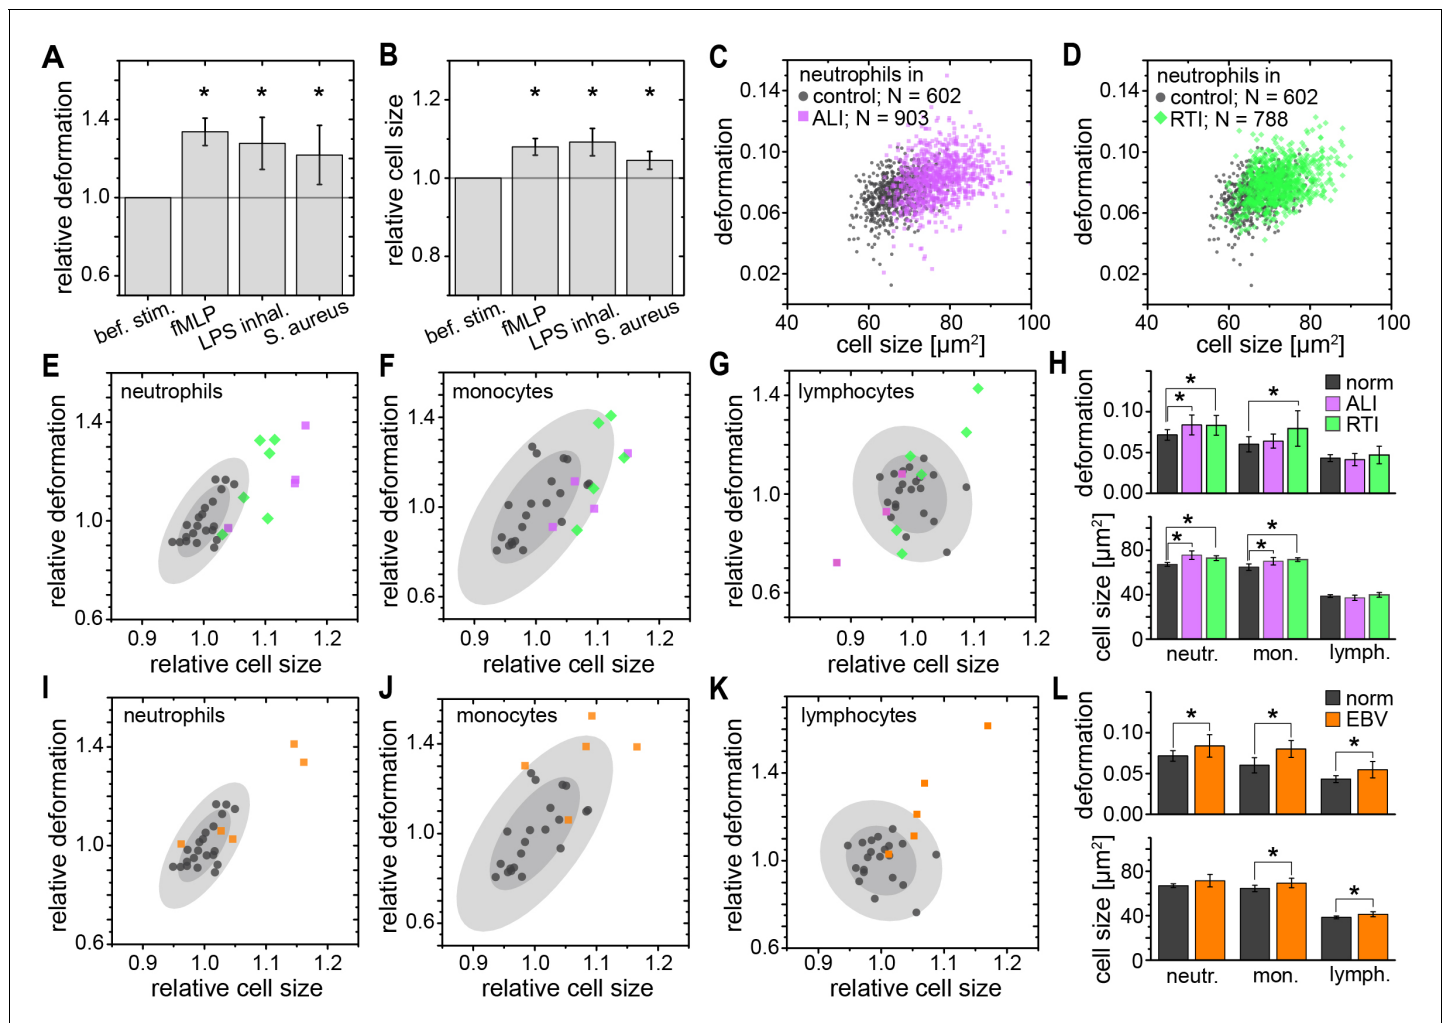 A
relative deformation
1.4
1.0
0.6
* * *
bef. stim.
fMLP
LPS inhal.
S. aureus
B
relative cell size
1.2
1.0
0.8
* * *
bef. stim.
fMLP
LPS inhal.
S. aureus
C
deformation
0.14
0.10
0.06
0.02
neutrophils in
control; N = 602
ALI; N = 903
40 60 80 100
cell size [µm²]
D
deformation
0.14
0.10
0.06
0.02
neutrophils in
control; N = 602
RTI; N = 788
40 60 80 100
cell size [µm²]
E
neutrophils
relative deformation
1.4
1.0
0.6
0.9 1.0 1.1 1.2
relative cell size
F
monocytes
relative deformation
1.4
1.0
0.6
0.9 1.0 1.1 1.2
relative cell size
G
lymphocytes
relative deformation
1.4
1.0
0.6
0.9 1.0 1.1 1.2
relative cell size
H
norm
ALI
RTI
deformation
0.10
0.05
0.00
* * *
cell size [µm²]
80
40
0
* * * *
neutr. mon. lymph.
I
neutrophils
relative deformation
1.4
1.0
0.6
0.9 1.0 1.1 1.2
relative cell size
J
monocytes
relative deformation
1.4
1.0
0.6
0.9 1.0 1.1 1.2
relative cell size
K
lymphocytes
relative deformation
1.4
1.0
0.6
0.9 1.0 1.1 1.2
relative cell size
L
norm
EBV
deformation
0.10
0.05
0.00
* * *
cell size [µm²]
80
40
0
* *
neutr. mon. lymph.